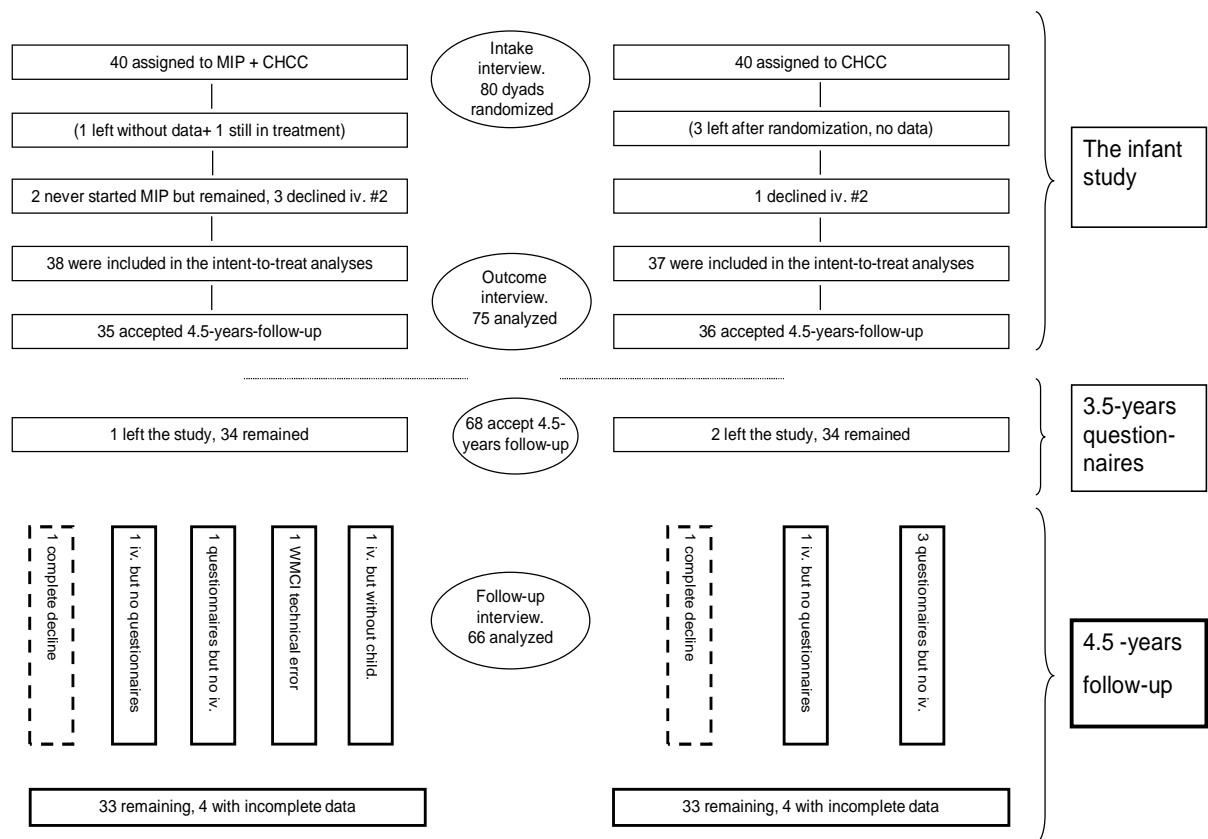 40 assigned to MIP + CHCC
Intake
interview.
80 dyads
randomized
40 assigned to CHCC
(1 left without data+ 1 still in treatment)
(3 left after randomization, no data)
2 never started MIP but remained, 3 declined iv. #2
1 declined iv. #2
The infant
study
38 were included in the intent-to-treat analyses
37 were included in the intent-to-treat analyses
Outcome
interview.
75 analyzed
35 accepted 4.5-years-follow-up
36 accepted 4.5-years-follow-up
1 left the study, 34 remained
68 accept 4.5-
years follow-up
2 left the study, 34 remained
3.5-years
question-
naires
1 complete decline
1 iv. but no questionnaires
1 questionnaires but no iv.
1 WMCI technical error
1 iv. but without child.
Follow-up
interview.
66 analyzed
1 complete decline
1 iv. but no questionnaires
3 questionnaires but no iv.
4.5 -years
follow-up
33 remaining, 4 with incomplete data
33 remaining, 4 with incomplete data